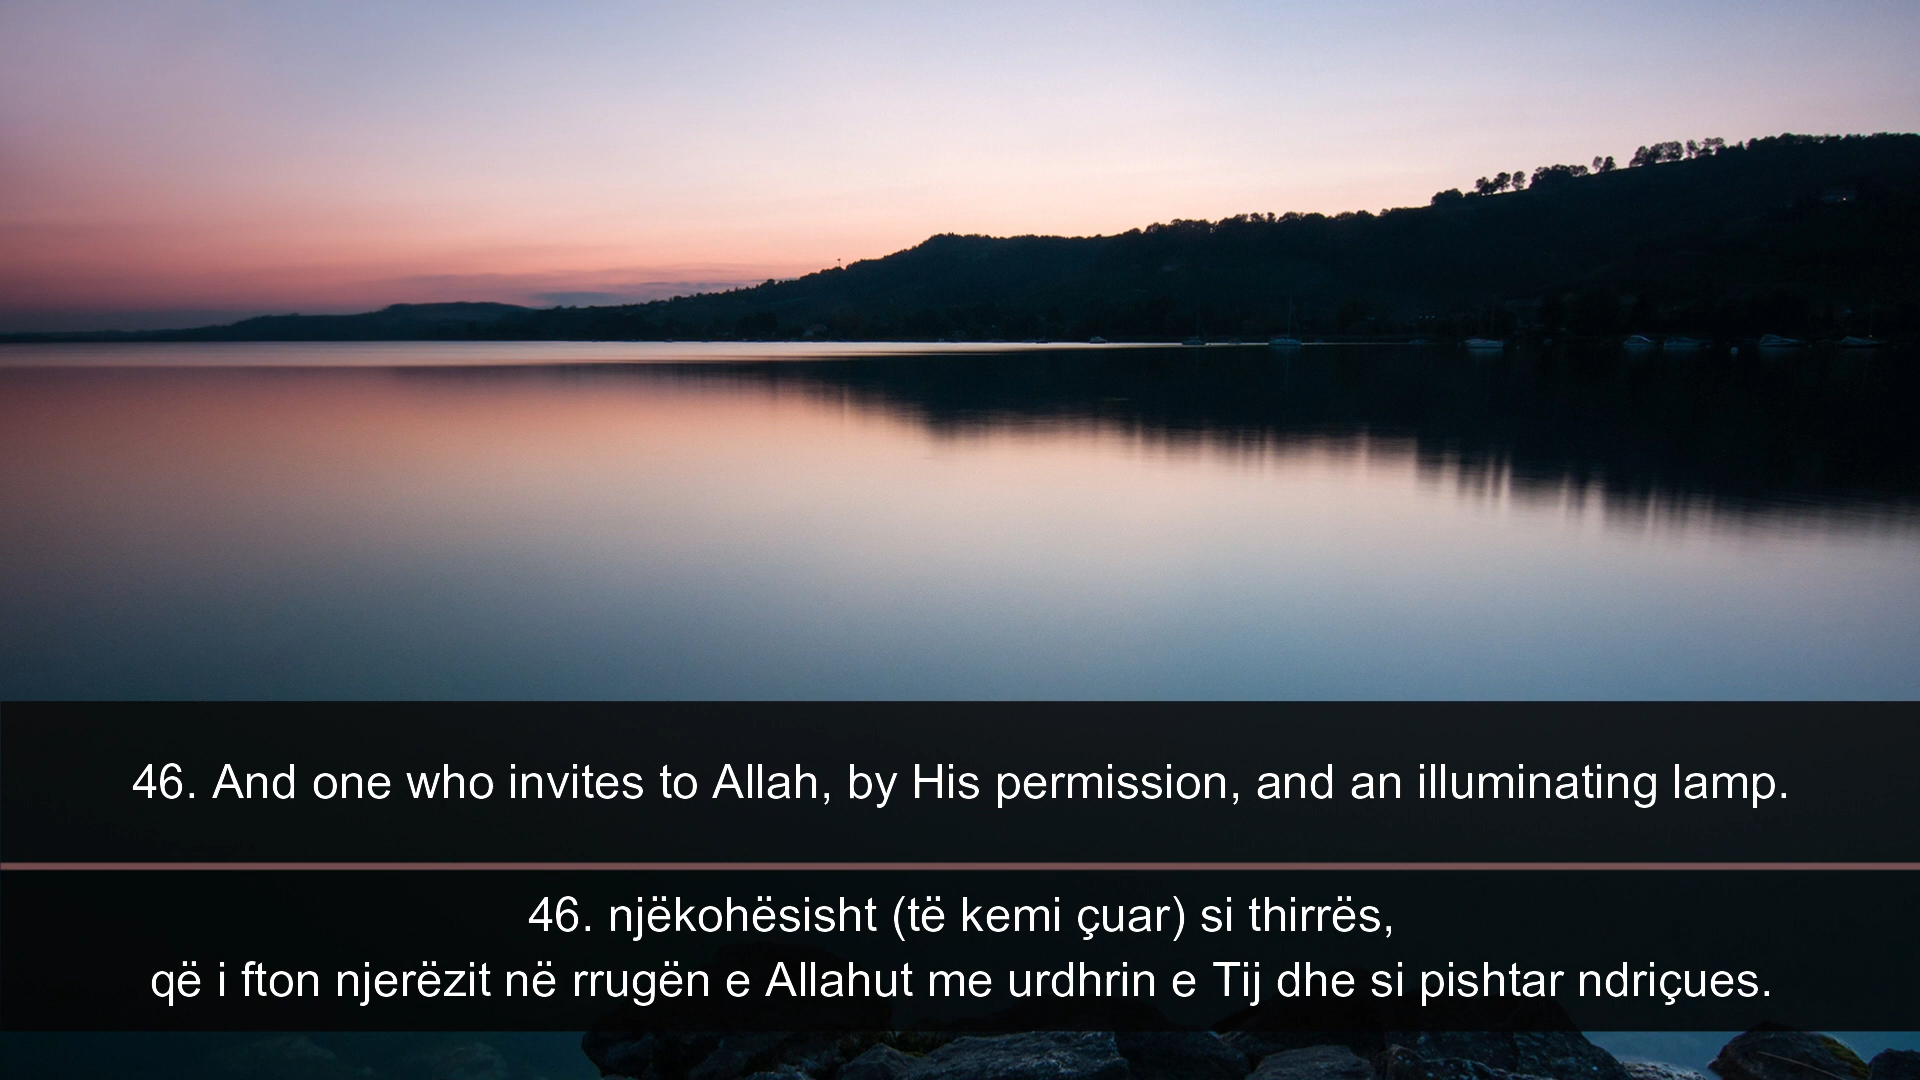 46. And one who invites to Allah, by His permission, and an illuminating lamp.
46. njëkohësisht (të kemi çuar) si thirrës,
që i fton njerëzit në rrugën e Allahut me urdhrin e Tij dhe si pishtar ndriçues.